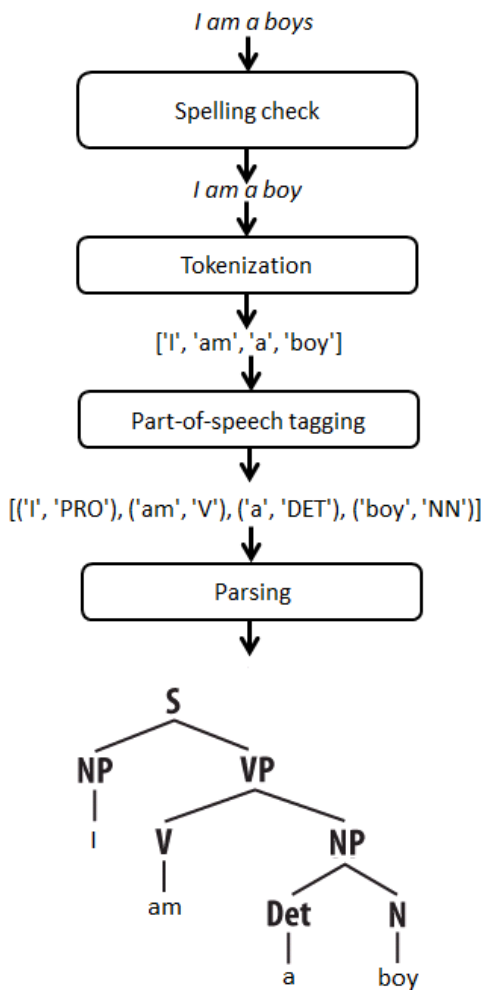 I am a boys
Spelling check
I am a boy
Tokenization
['I', 'am', 'a', 'boy']
Part-of-speech tagging
[('I', 'PRO'), ('am', 'V'), ('a', 'DET'), ('boy', 'NN')]
Parsing
S
NP VP
I V NP
am Det N
a boy